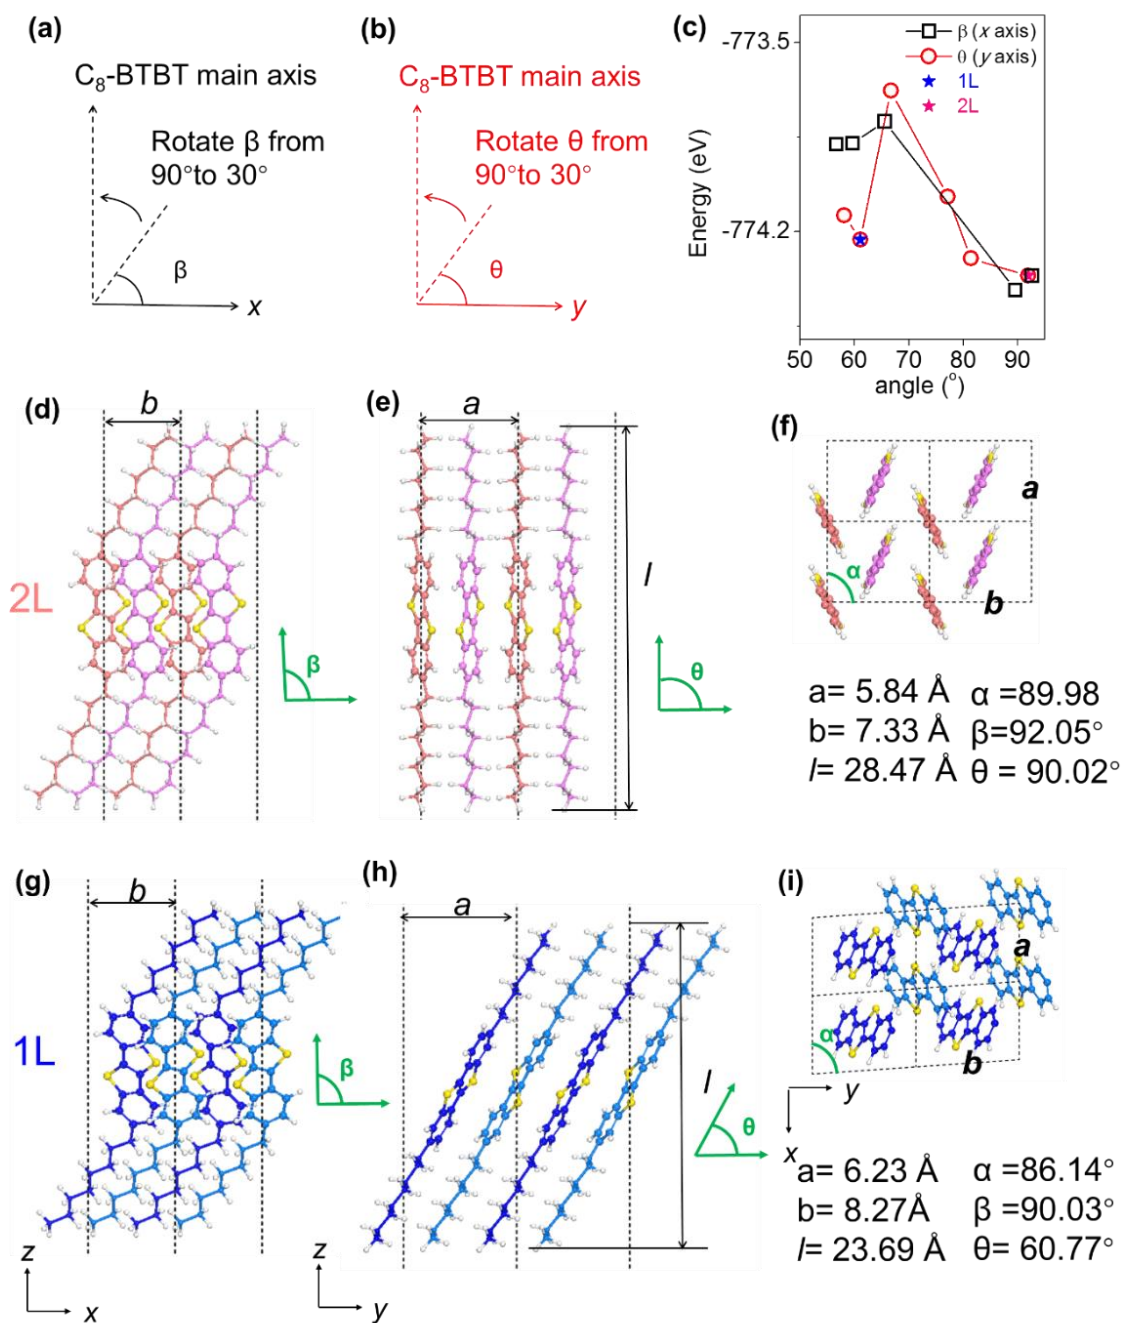 (a)
C₈-BTBT main axis
Rotate β from
90°to 30°
β
x
(b)
C₈-BTBT main axis
Rotate θ from
90°to 30°
θ
y
(c)
-773.5
-774.2
Energy (eV)
50 60 70 80 90
angle (°)
β (x axis)
θ (y axis)
1L
2L
(d)
b
2L
β
(e)
a
l
θ
(f)
a
α
b
a= 5.84 Å α =89.98
b= 7.33 Å β=92.05°
l= 28.47 Å θ = 90.02°
(g)
b
1L
β
z
x
(h)
a
l
θ
z
y
(i)
a
α
b
y
x
a= 6.23 Å α =86.14°
b= 8.27Å β =90.03°
l= 23.69 Å θ= 60.77°